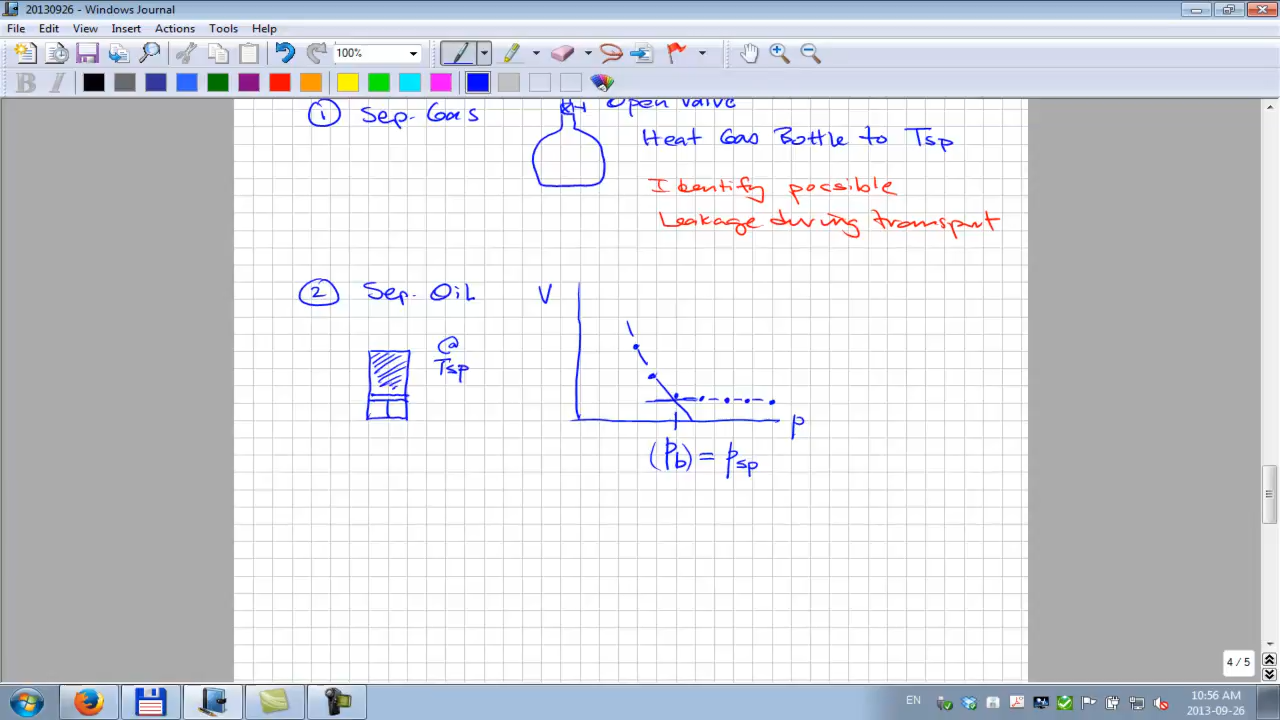 20130926 - Windows Journal
File Edit View Insert Actions Tools Help
100%
B I
① Sep. Gas
Open Valve
Heat Gas Bottle to Tsp
Identify possible
Leakage during transport
② Sep. Oil
V
@
Tsp
p
(pb) = psp
4 / 5
EN
10:56 AM
2013-09-26